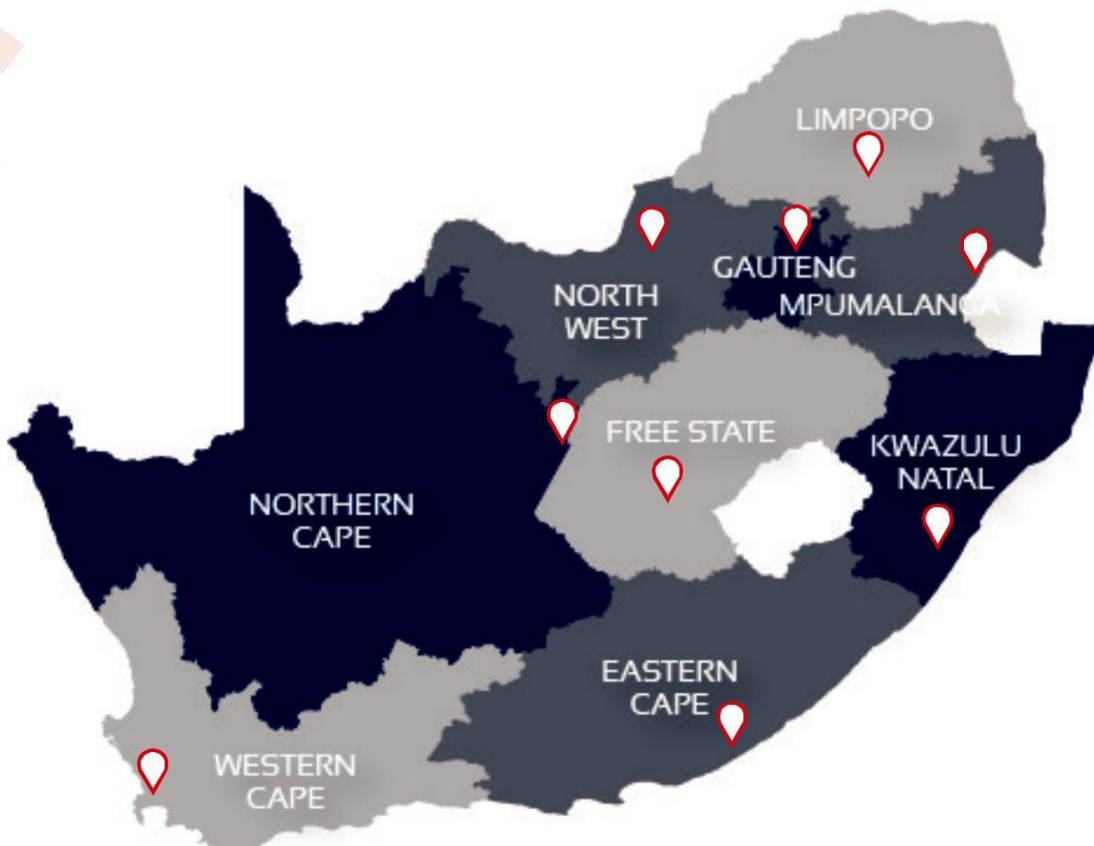 LIMPOPO
GAUTENG
MPUMALANGA
NORTH
WEST
FREE STATE
KWAZULU
NATAL
NORTHERN
CAPE
EASTERN
CAPE
WESTERN
CAPE